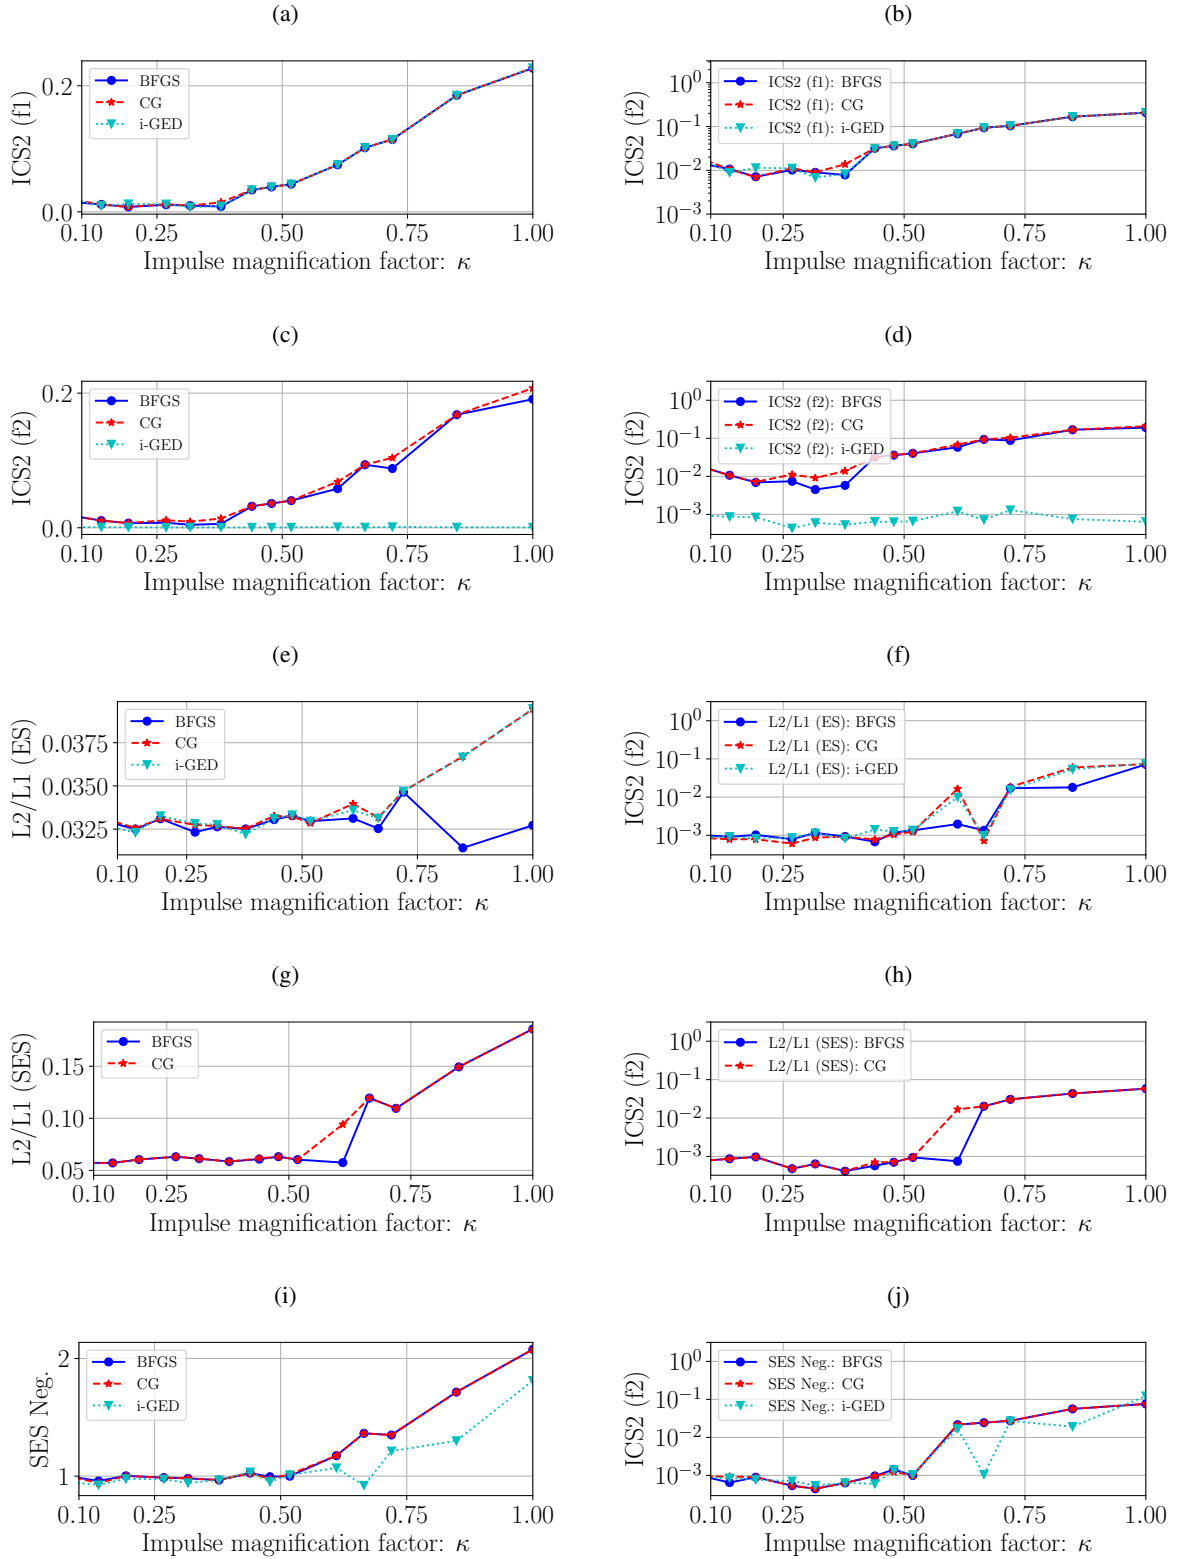 (a)
ICS2 (f1)
0.2
0.0
BFGS
CG
i-GED
0.10 0.25 0.50 0.75 1.00
Impulse magnification factor: κ
(b)
ICS2 (f2)
10^0
10^−1
10^−2
10^−3
ICS2 (f1): BFGS
ICS2 (f1): CG
ICS2 (f1): i-GED
0.10 0.25 0.50 0.75 1.00
Impulse magnification factor: κ
(c)
ICS2 (f2)
0.2
0.0
BFGS
CG
i-GED
0.10 0.25 0.50 0.75 1.00
Impulse magnification factor: κ
(d)
ICS2 (f2)
10^0
10^−1
10^−2
10^−3
ICS2 (f2): BFGS
ICS2 (f2): CG
ICS2 (f2): i-GED
0.10 0.25 0.50 0.75 1.00
Impulse magnification factor: κ
(e)
L2/L1 (ES)
0.0375
0.0350
0.0325
BFGS
CG
i-GED
0.10 0.25 0.50 0.75 1.00
Impulse magnification factor: κ
(f)
ICS2 (f2)
10^0
10^−1
10^−2
10^−3
L2/L1 (ES): BFGS
L2/L1 (ES): CG
L2/L1 (ES): i-GED
0.10 0.25 0.50 0.75 1.00
Impulse magnification factor: κ
(g)
L2/L1 (SES)
0.15
0.10
0.05
BFGS
CG
0.10 0.25 0.50 0.75 1.00
Impulse magnification factor: κ
(h)
ICS2 (f2)
10^0
10^−1
10^−2
10^−3
L2/L1 (SES): BFGS
L2/L1 (SES): CG
0.10 0.25 0.50 0.75 1.00
Impulse magnification factor: κ
(i)
SES Neg.
2
1
BFGS
CG
i-GED
0.10 0.25 0.50 0.75 1.00
Impulse magnification factor: κ
(j)
ICS2 (f2)
10^0
10^−1
10^−2
10^−3
SES Neg.: BFGS
SES Neg.: CG
SES Neg.: i-GED
0.10 0.25 0.50 0.75 1.00
Impulse magnification factor: κ